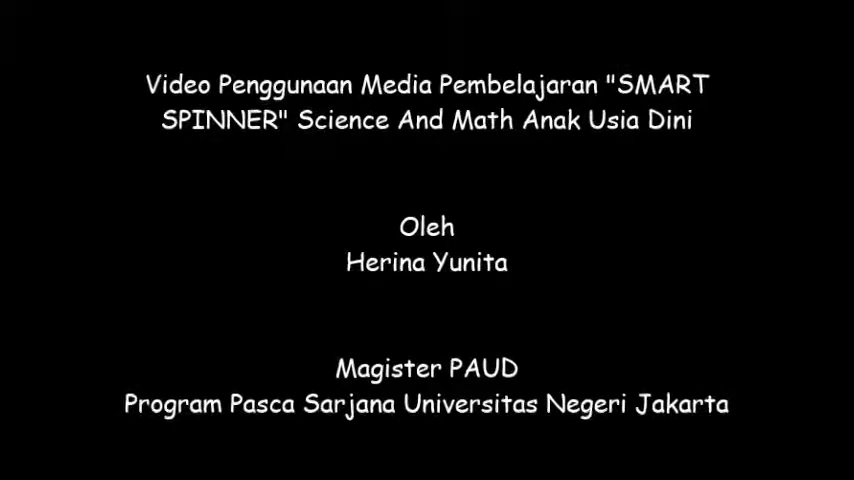 Video Penggunaan Media Pembelajaran "SMART
SPINNER" Science And Math Anak Usia Dini
Oleh
Herina Yunita
Magister PAUD
Program Pasca Sarjana Universitas Negeri Jakarta